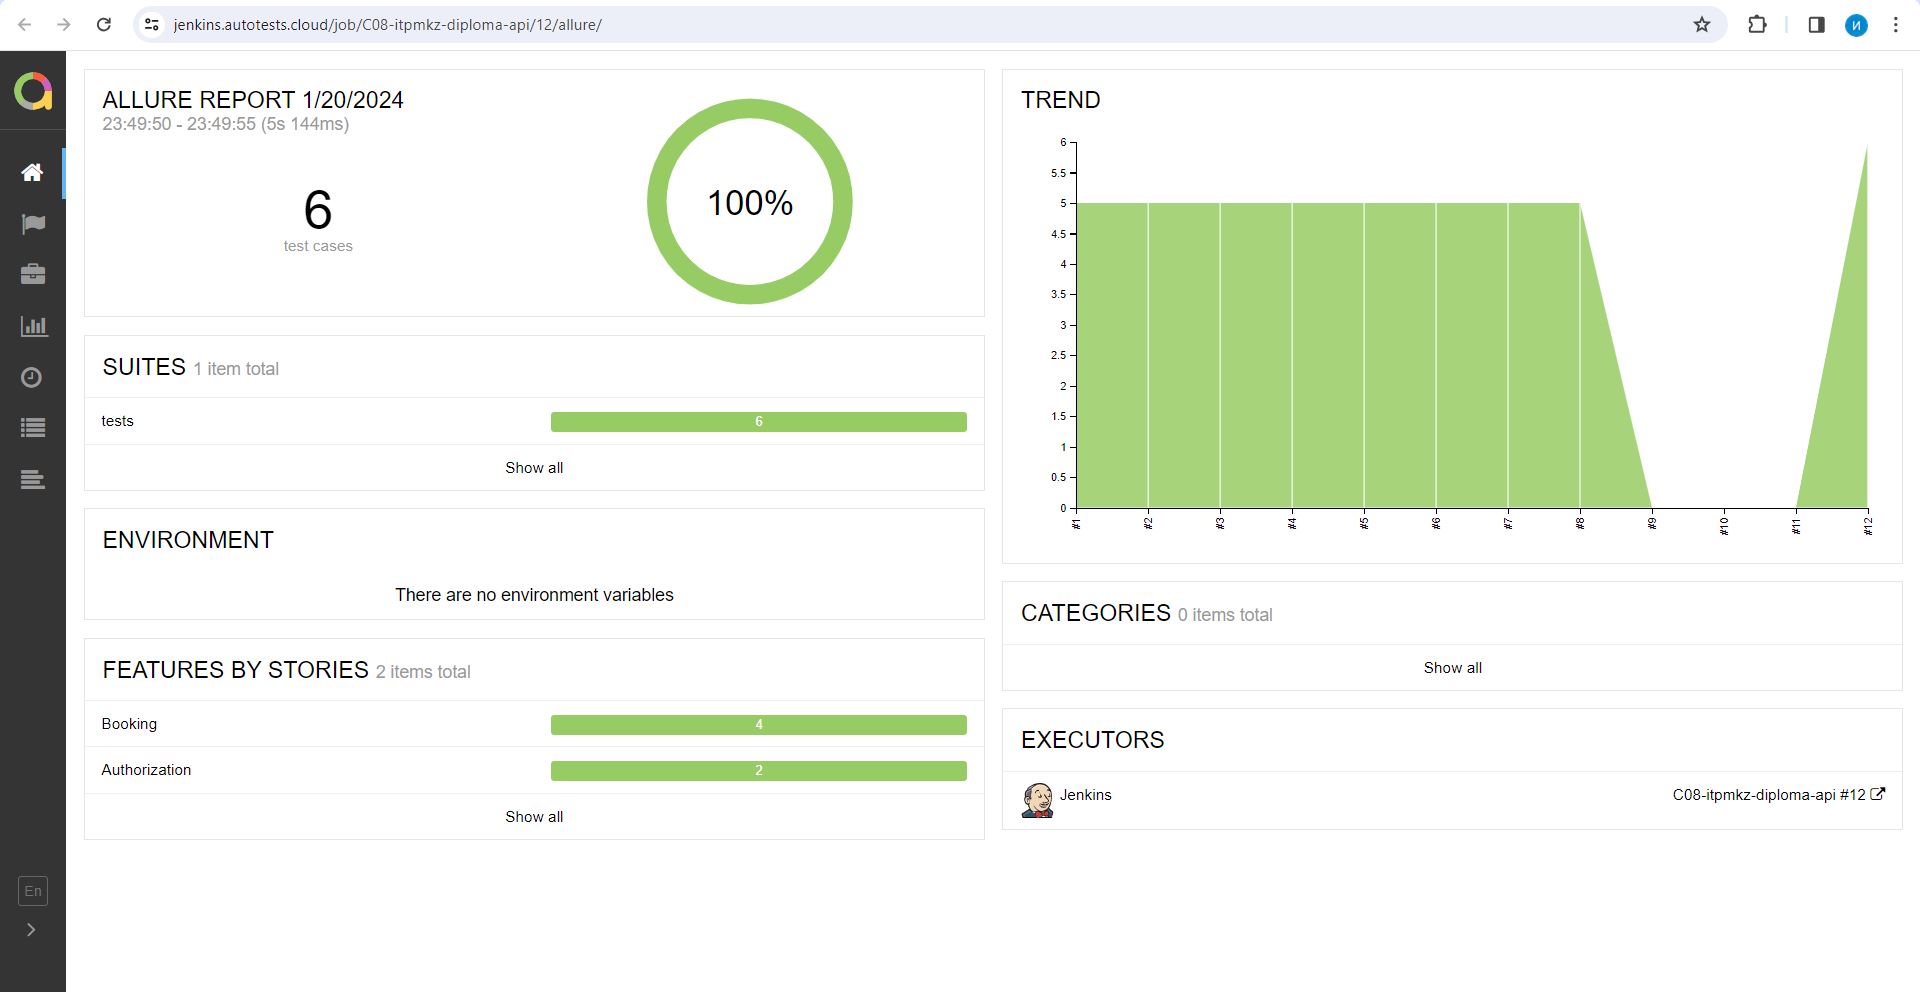 jenkins.autotests.cloud/job/C08-itpmkz-diploma-api/12/allure/
И
ALLURE REPORT 1/20/2024
23:49:50 - 23:49:55 (5s 144ms)
6
test cases
100%
SUITES 1 item total
tests 6
Show all
ENVIRONMENT
There are no environment variables
FEATURES BY STORIES 2 items total
Booking 4
Authorization 2
Show all
En
TREND
6
5.5
5
4.5
4
3.5
3
2.5
2
1.5
1
0.5
0
#1 #2 #3 #4 #5 #6 #7 #8 #9 #10 #11 #12
CATEGORIES 0 items total
Show all
EXECUTORS
Jenkins C08-itpmkz-diploma-api #12